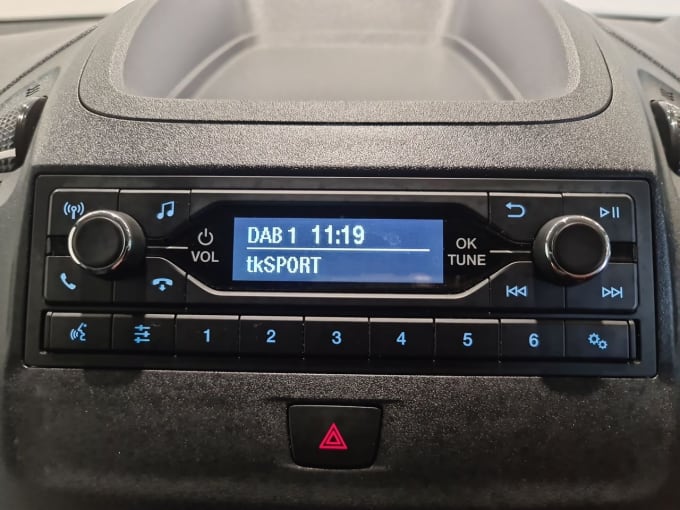 DAB 1 11:19
tkSPORT
VOL
OK
TUNE
1 2 3 4 5 6